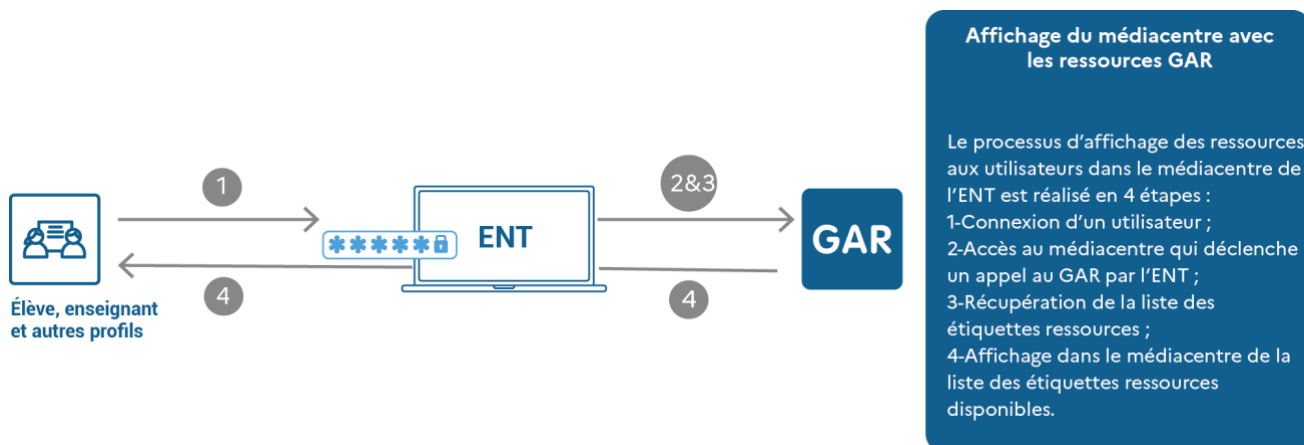 1
2&3
*****
ENT
GAR
4
4
Élève, enseignant
et autres profils
Affichage du médiacentre avec
les ressources GAR
Le processus d’affichage des ressources
aux utilisateurs dans le médiacentre de
l’ENT est réalisé en 4 étapes :
1-Connexion d’un utilisateur ;
2-Accès au médiacentre qui déclenche
un appel au GAR par l’ENT ;
3-Récupération de la liste des
étiquettes ressources ;
4-Affichage dans le médiacentre de la
liste des étiquettes ressources
disponibles.